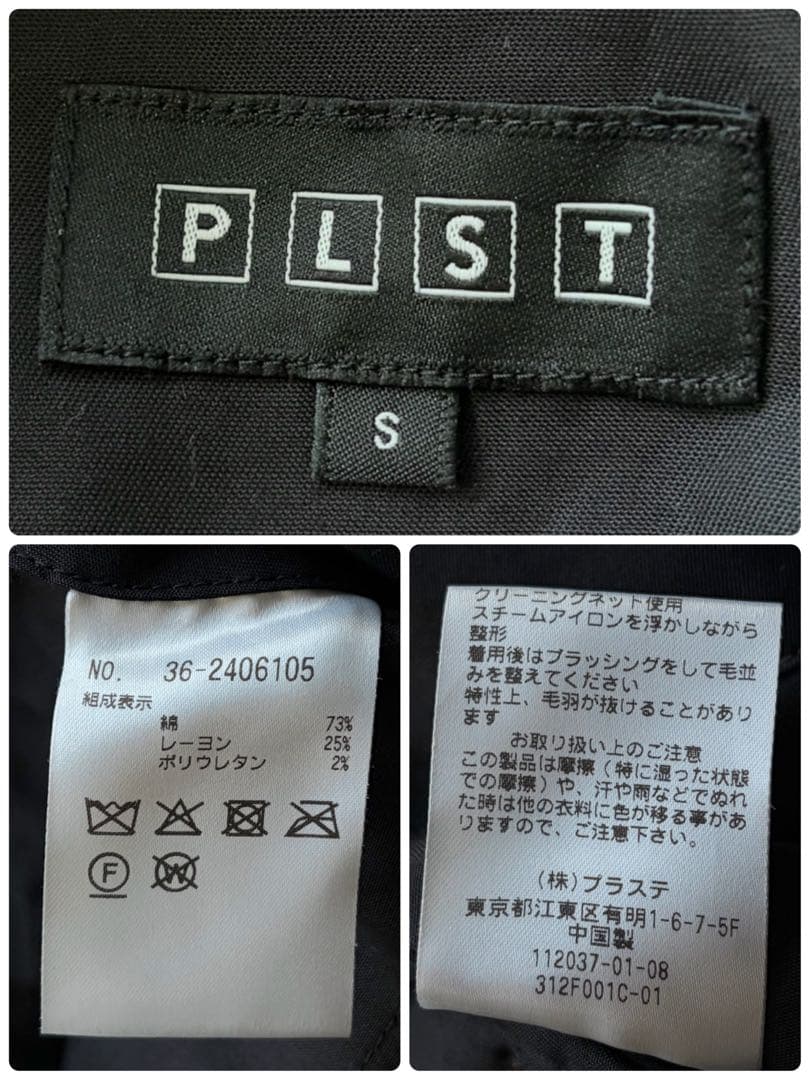 PLST
S
NO. 36-2406105
組成表示
綿 73%
レーヨン 25%
ポリウレタン 2%
F
W
クリーニングネット使用
スチームアイロンを浮かしながら
整形
着用後はブラッシングをして毛並
みを整えてください
特性上、毛羽が抜けることがあり
ます
お取り扱い上のご注意
この製品は摩擦(特に湿った状態
での摩擦)や、汗や雨などでぬれ
た時は他の衣料に色が移る事があ
りますので、ご注意下さい。
(株)プラステ
東京都江東区有明1-6-7-5F
中国製
112037-01-08
312F001C-01